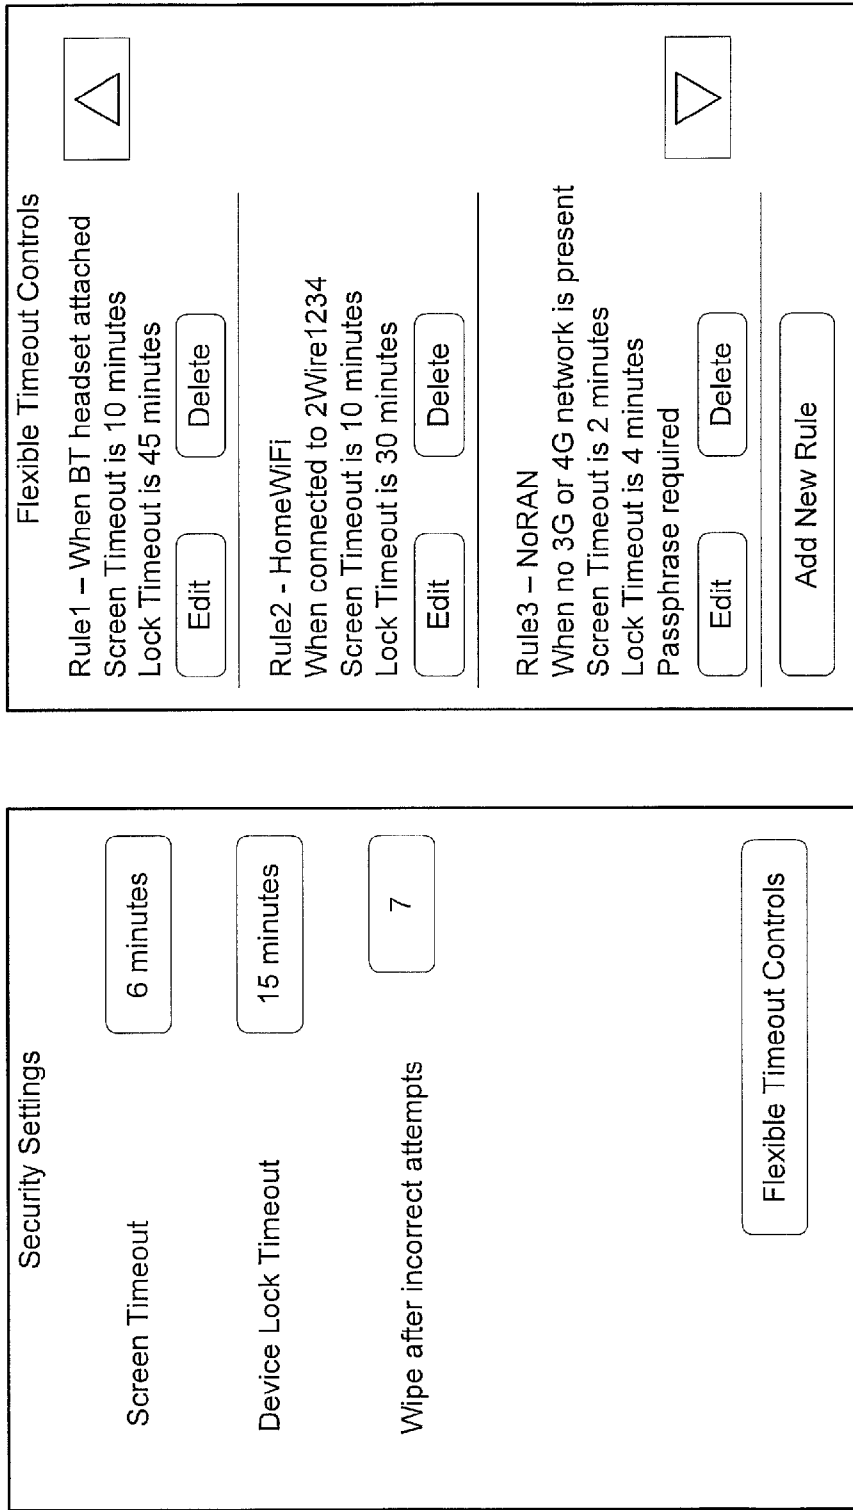 Security Settings
Screen Timeout
6 minutes
Device Lock Timeout
15 minutes
Wipe after incorrect attempts
7
Flexible Timeout Controls
Flexible Timeout Controls
Rule1 – When BT headset attached
Screen Timeout is 10 minutes
Lock Timeout is 45 minutes
Edit
Delete
Rule2 - HomeWiFi
When connected to 2Wire1234
Screen Timeout is 10 minutes
Lock Timeout is 30 minutes
Edit
Delete
Rule3 – NoRAN
When no 3G or 4G network is present
Screen Timeout is 2 minutes
Lock Timeout is 4 minutes
Passphrase required
Edit
Delete
Add New Rule